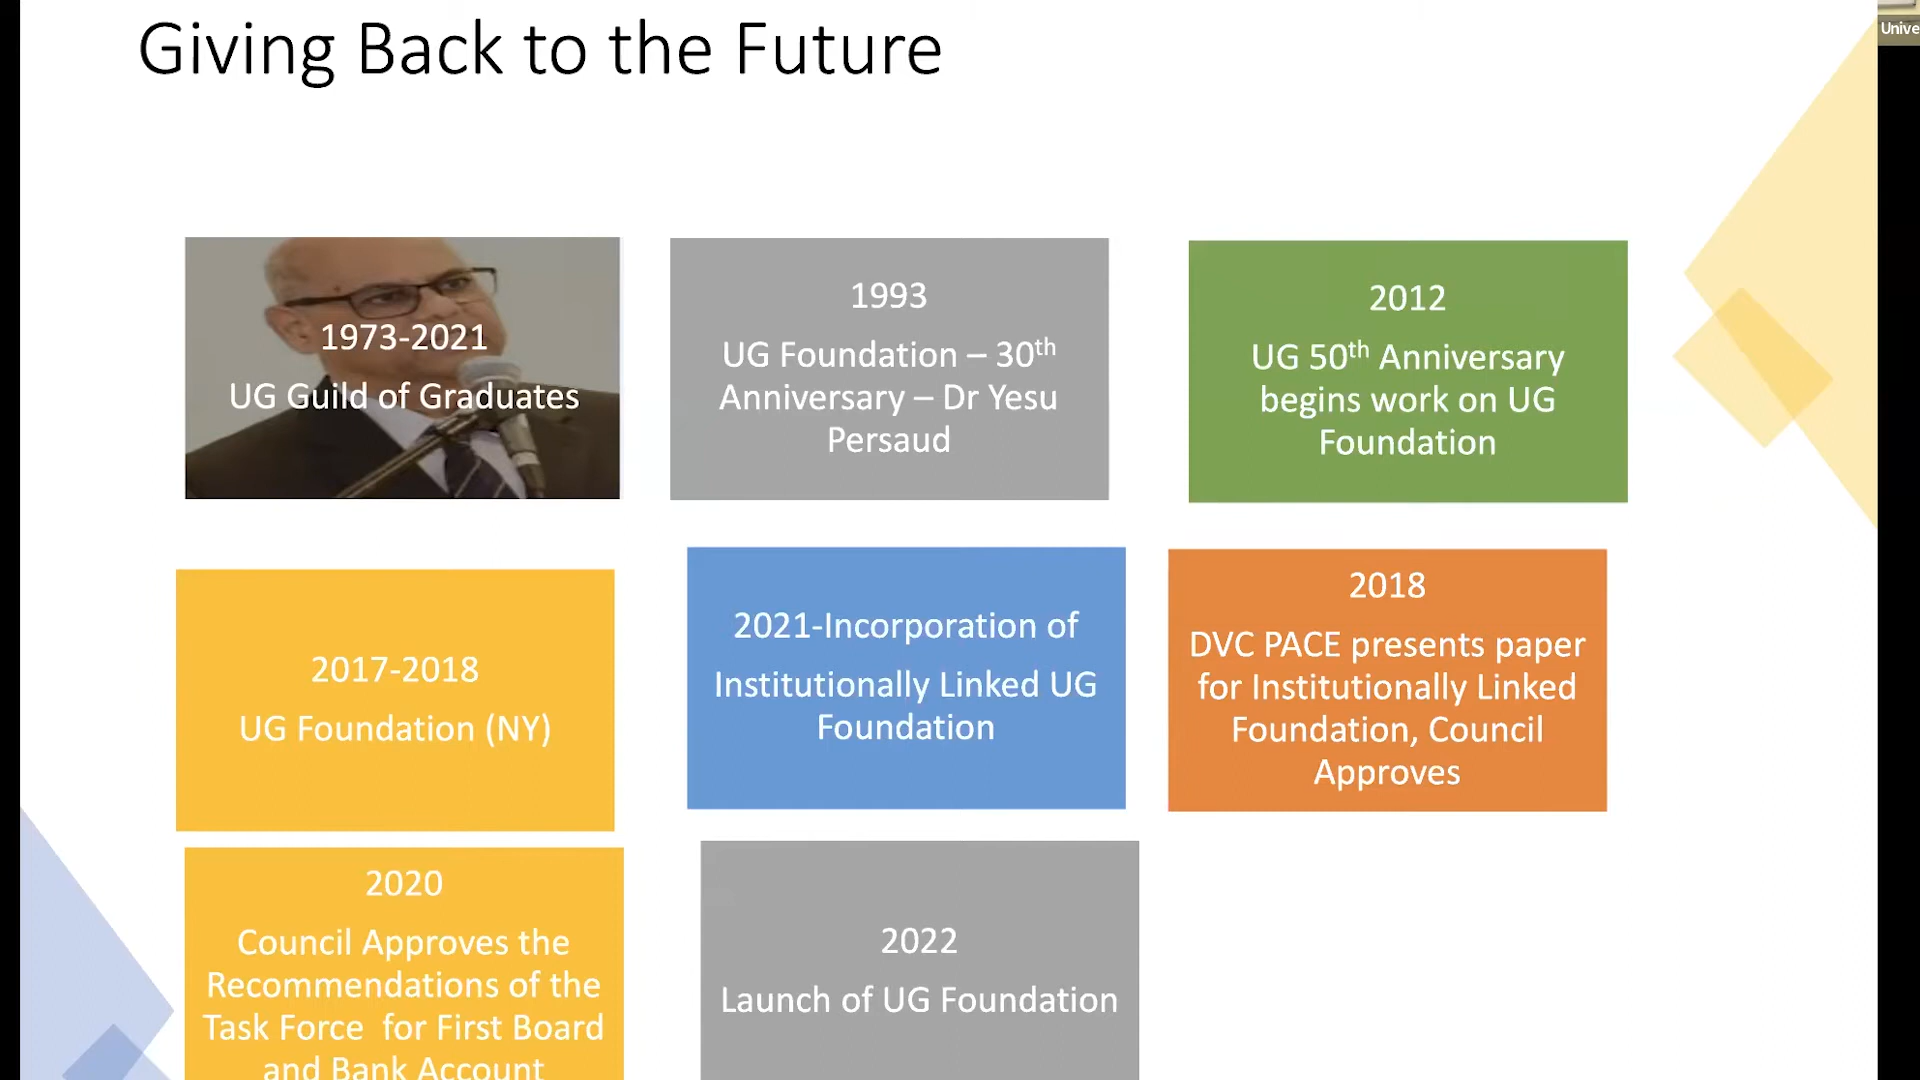 Giving Back to the Future
1973-2021
UG Guild of Graduates
1993
UG Foundation – 30th
Anniversary – Dr Yesu
Persaud
2012
UG 50th Anniversary
begins work on UG
Foundation
2017-2018
UG Foundation (NY)
2021-Incorporation of
Institutionally Linked UG
Foundation
2018
DVC PACE presents paper
for Institutionally Linked
Foundation, Council
Approves
2020
Council Approves the
Recommendations of the
Task Force for First Board
and Bank Account
2022
Launch of UG Foundation
Unive